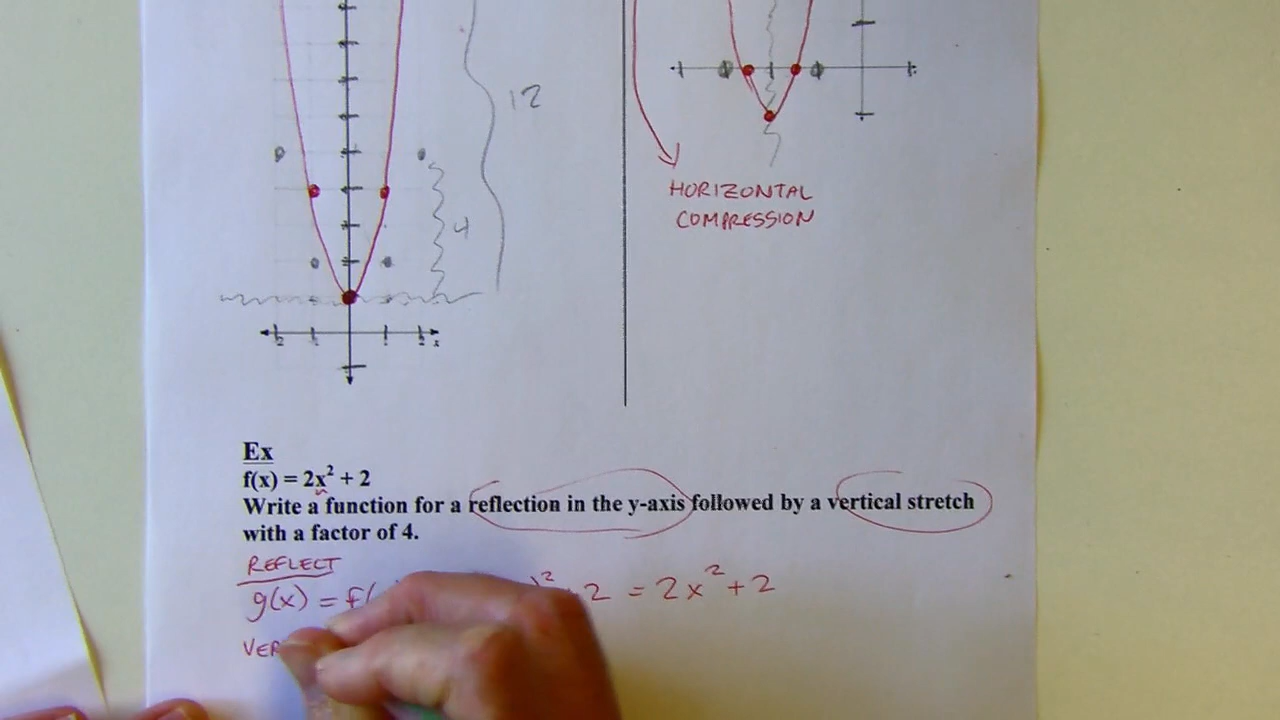 12
4
HORIZONTAL
COMPRESSION
Ex
f(x) = 2x² + 2
Write a function for a reflection in the y-axis followed by a vertical stretch
with a factor of 4.
REFLECT
g(x) = f( )² + 2 = 2x² + 2
VER